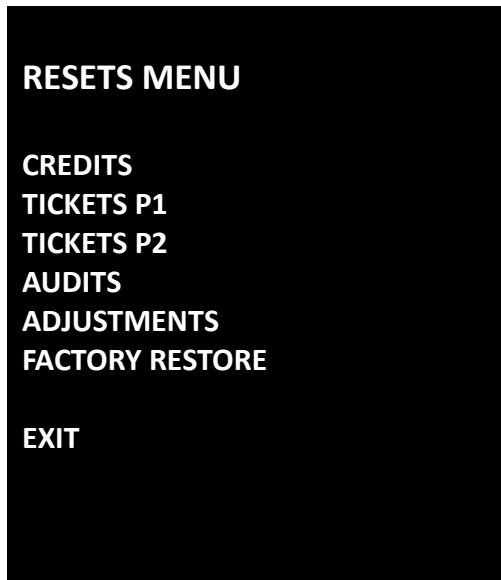 RESETS MENU
CREDITS
TICKETS P1
TICKETS P2
AUDITS
ADJUSTMENTS
FACTORY RESTORE
EXIT